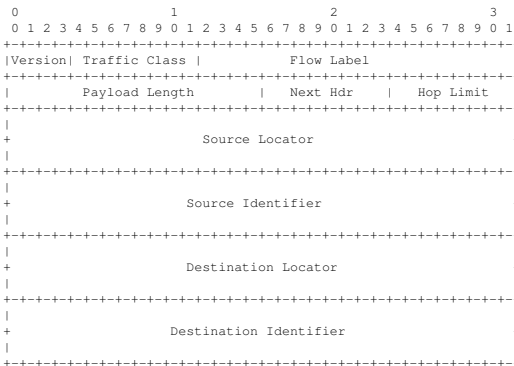 0                   1                   2                   3
 0 1 2 3 4 5 6 7 8 9 0 1 2 3 4 5 6 7 8 9 0 1 2 3 4 5 6 7 8 9 0 1
+-+-+-+-+-+-+-+-+-+-+-+-+-+-+-+-+-+-+-+-+-+-+-+-+-+-+-+-+-+-+-+-
|Version| Traffic Class |           Flow Label
+-+-+-+-+-+-+-+-+-+-+-+-+-+-+-+-+-+-+-+-+-+-+-+-+-+-+-+-+-+-+-+-
|         Payload Length        |   Next Hdr    |   Hop Limit
+-+-+-+-+-+-+-+-+-+-+-+-+-+-+-+-+-+-+-+-+-+-+-+-+-+-+-+-+-+-+-+-
|
+                        Source Locator
|
+-+-+-+-+-+-+-+-+-+-+-+-+-+-+-+-+-+-+-+-+-+-+-+-+-+-+-+-+-+-+-+-
|
+                      Source Identifier
|
+-+-+-+-+-+-+-+-+-+-+-+-+-+-+-+-+-+-+-+-+-+-+-+-+-+-+-+-+-+-+-+-
|
+                      Destination Locator
|
+-+-+-+-+-+-+-+-+-+-+-+-+-+-+-+-+-+-+-+-+-+-+-+-+-+-+-+-+-+-+-+-
|
+                    Destination Identifier
|
+-+-+-+-+-+-+-+-+-+-+-+-+-+-+-+-+-+-+-+-+-+-+-+-+-+-+-+-+-+-+-+-